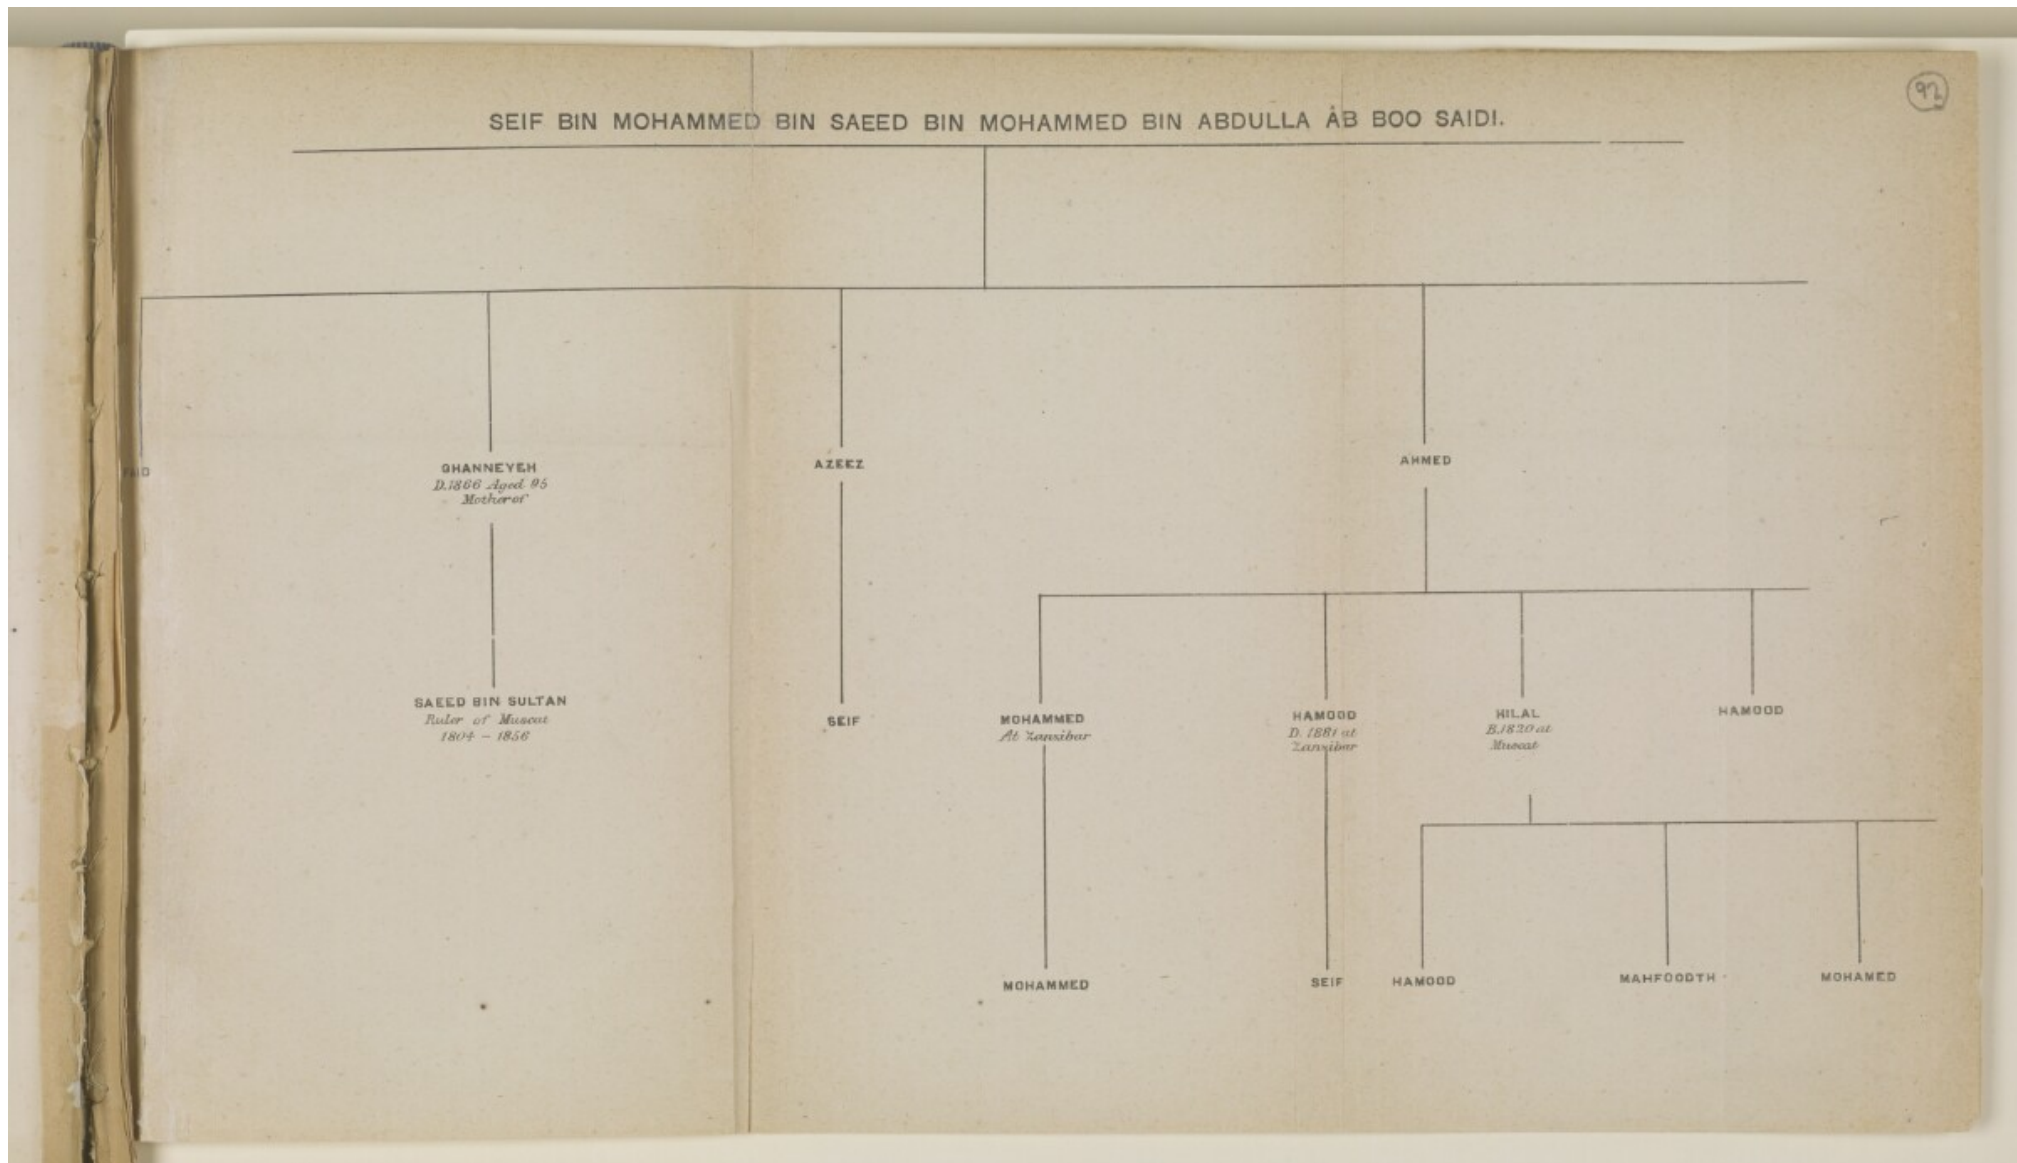 92
SEIF BIN MOHAMMED BIN SAEED BIN MOHAMMED BIN ABDULLA ÀB BOO SAIDI.
GHANNEYEH
D.1866 Aged 95
Mother of
AZEEZ
AHMED
SAEED BIN SULTAN
Ruler of Muscat
1804 – 1856
SEIF
MOHAMMED
At Zanzibar
HAMOOD
D. 1881 at
Zanzibar
HILAL
B.1820 at
Muscat
HAMOOD
MOHAMMED
SEIF
HAMOOD
MAHFOODTH
MOHAMED